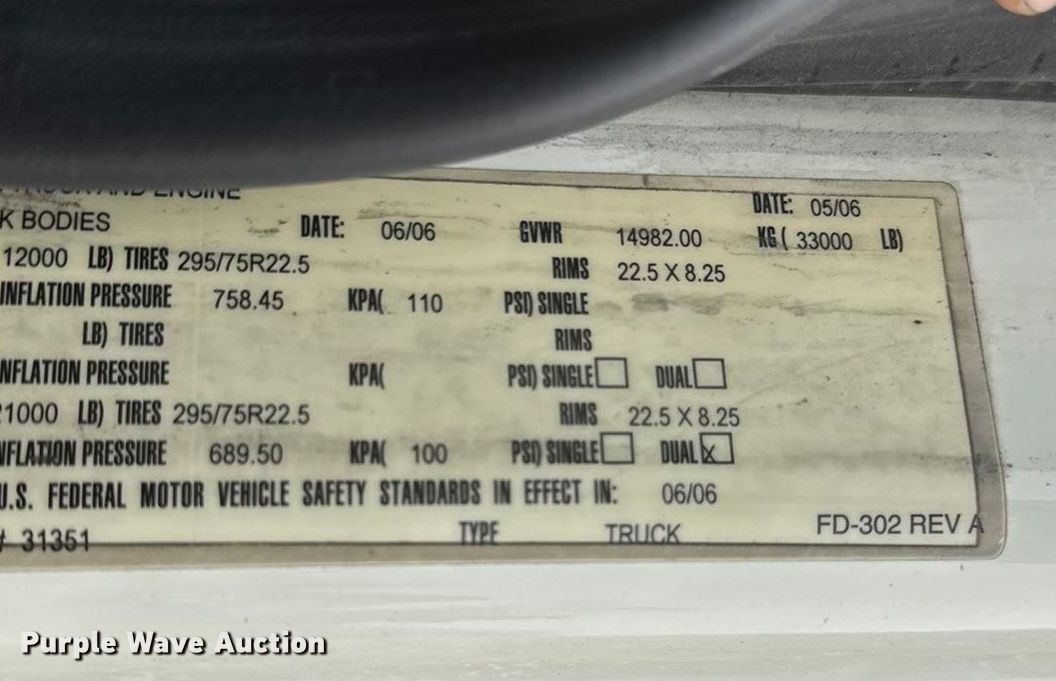 TRUCK AND ENGINE
DATE: 05/06
K BODIES DATE: 06/06 GVWR 14982.00 KG ( 33000 LB)
12000 LB) TIRES 295/75R22.5 RIMS 22.5 X 8.25
INFLATION PRESSURE 758.45 KPA( 110 PSI) SINGLE
LB) TIRES RIMS
NFLATION PRESSURE KPA( PSI) SINGLE DUAL
21000 LB) TIRES 295/75R22.5 RIMS 22.5 X 8.25
NFLATION PRESSURE 689.50 KPA( 100 PSI) SINGLE DUAL X
U.S. FEDERAL MOTOR VEHICLE SAFETY STANDARDS IN EFFECT IN: 06/06
# 31351 TYPE TRUCK FD-302 REV A
Purple Wave Auction